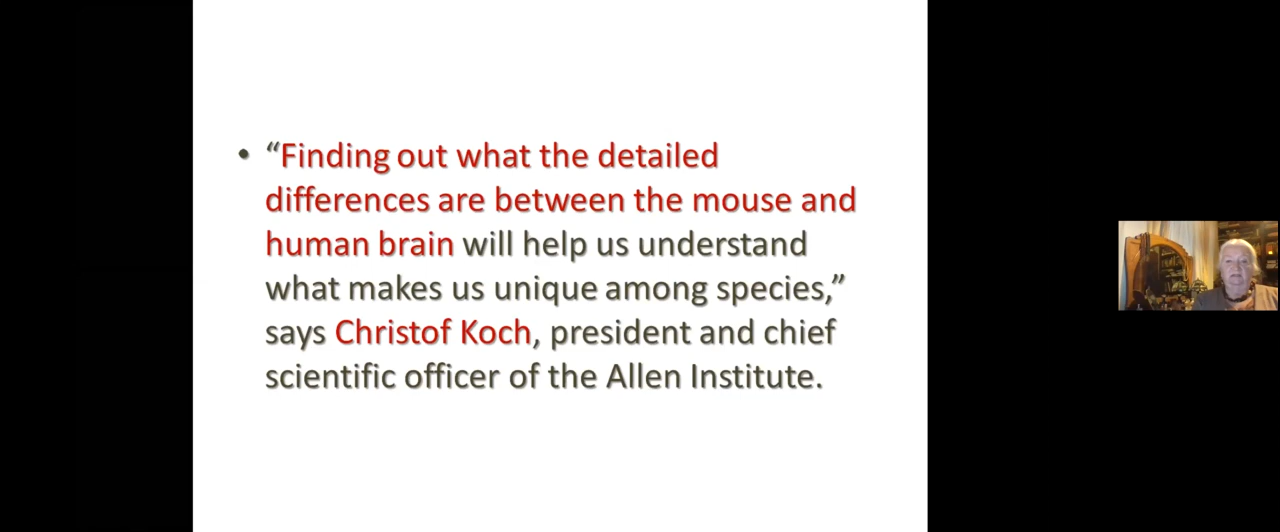 • “Finding out what the detailed
differences are between the mouse and
human brain will help us understand
what makes us unique among species,”
says Christof Koch, president and chief
scientific officer of the Allen Institute.